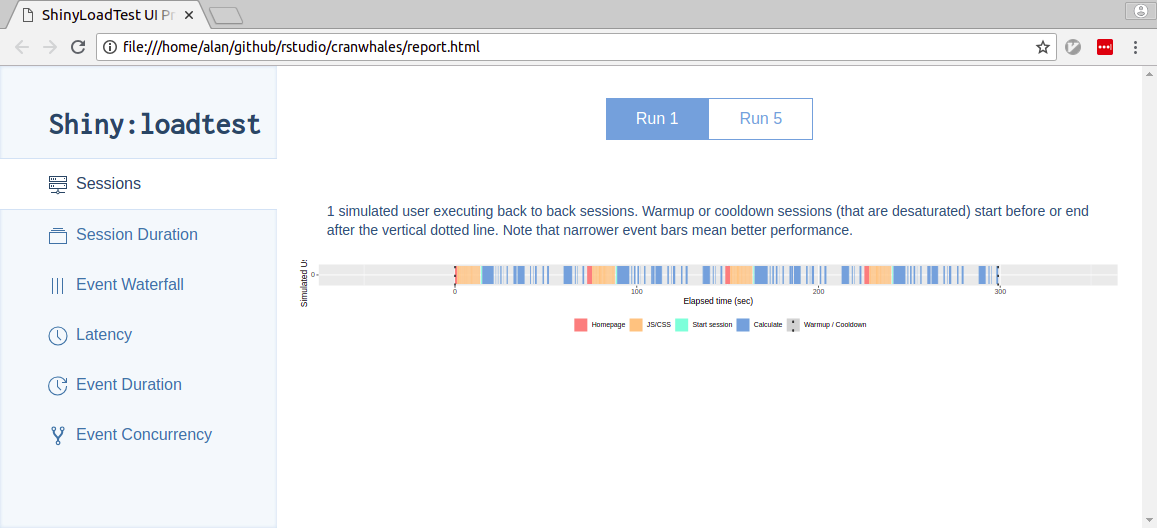 ShinyLoadTest UI Pr
file:///home/alan/github/rstudio/cranwhales/report.html
Shiny:loadtest
Sessions
Session Duration
Event Waterfall
Latency
Event Duration
Event Concurrency
Run 1
Run 5
1 simulated user executing back to back sessions. Warmup or cooldown sessions (that are desaturated) start before or end
after the vertical dotted line. Note that narrower event bars mean better performance.
Simulated Us
0
0
100
200
300
Elapsed time (sec)
Homepage
JS/CSS
Start session
Calculate
Warmup / Cooldown